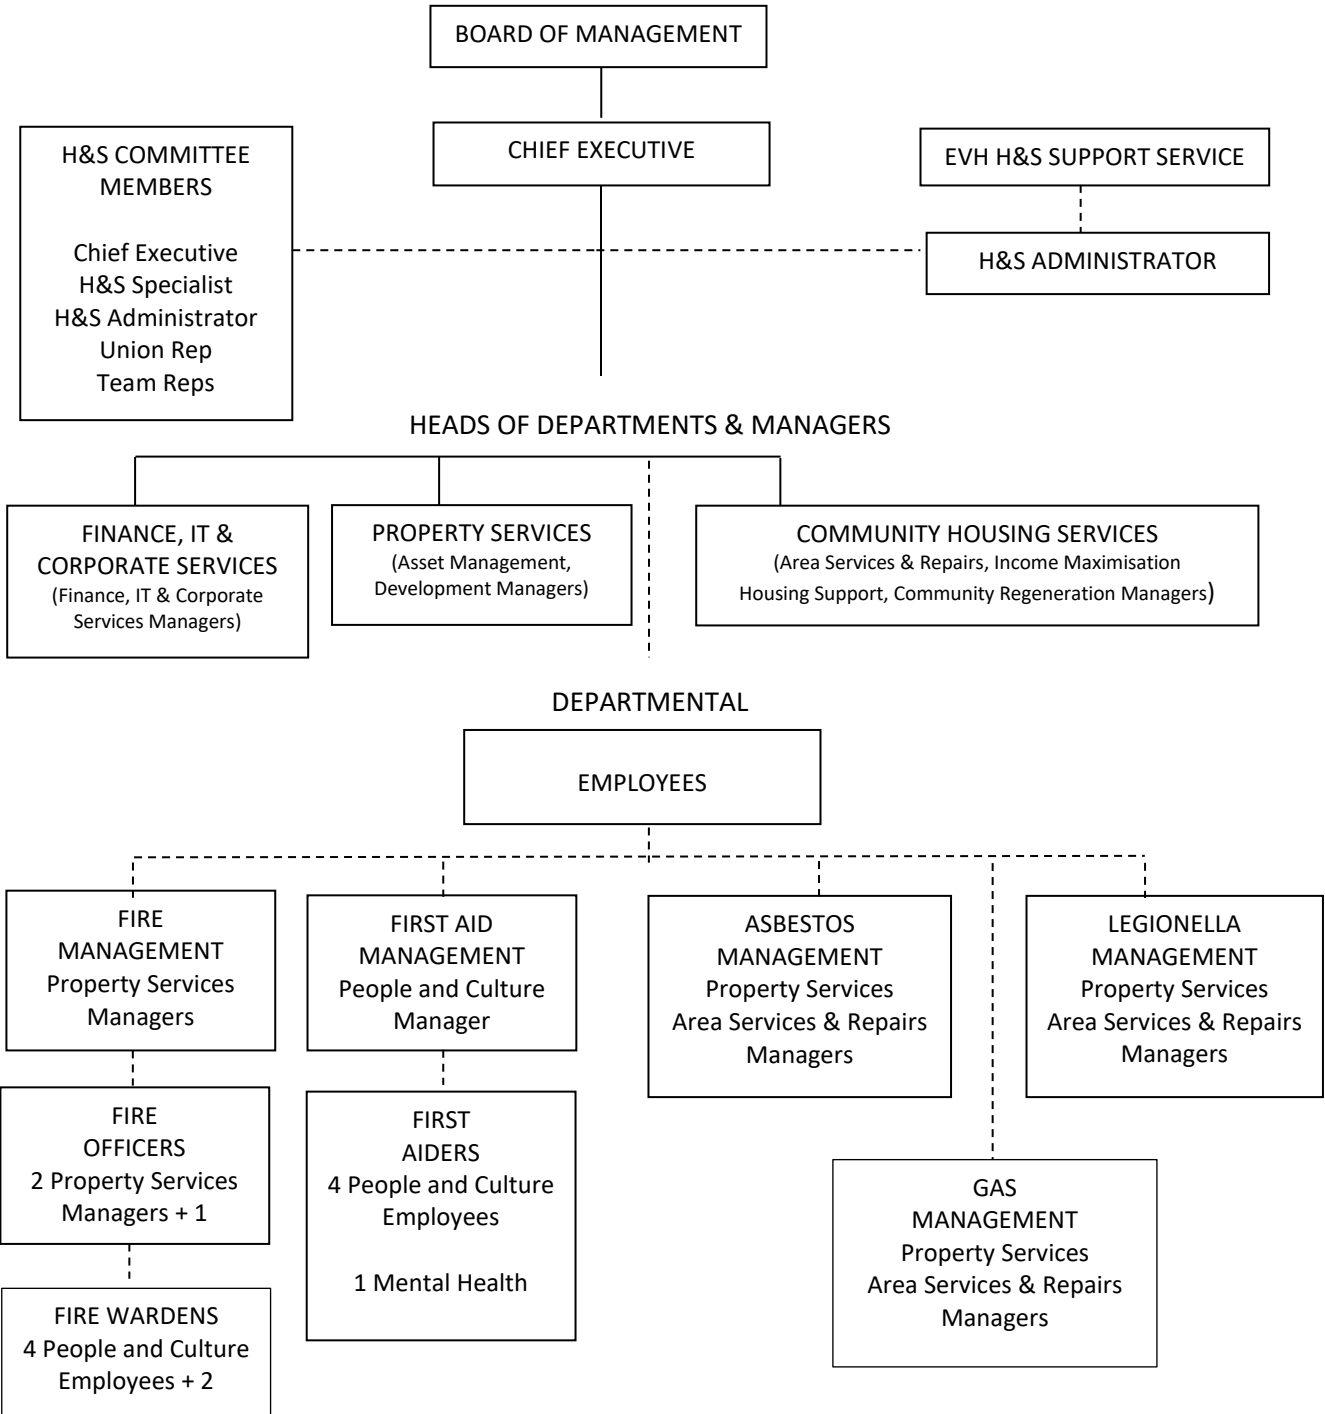 BOARD OF MANAGEMENT
CHIEF EXECUTIVE
H&S COMMITTEE
MEMBERS
Chief Executive
H&S Specialist
H&S Administrator
Union Rep
Team Reps
EVH H&S SUPPORT SERVICE
H&S ADMINISTRATOR
HEADS OF DEPARTMENTS & MANAGERS
FINANCE, IT &
CORPORATE SERVICES
(Finance, IT & Corporate
Services Managers)
PROPERTY SERVICES
(Asset Management,
Development Managers)
COMMUNITY HOUSING SERVICES
(Area Services & Repairs, Income Maximisation
Housing Support, Community Regeneration Managers)
DEPARTMENTAL
EMPLOYEES
FIRE
MANAGEMENT
Property Services
Managers
FIRST AID
MANAGEMENT
People and Culture
Manager
ASBESTOS
MANAGEMENT
Property Services
Area Services & Repairs
Managers
LEGIONELLA
MANAGEMENT
Property Services
Area Services & Repairs
Managers
FIRE
OFFICERS
2 Property Services
Managers + 1
FIRST
AIDERS
4 People and Culture
Employees
1 Mental Health
GAS
MANAGEMENT
Property Services
Area Services & Repairs
Managers
FIRE WARDENS
4 People and Culture
Employees + 2